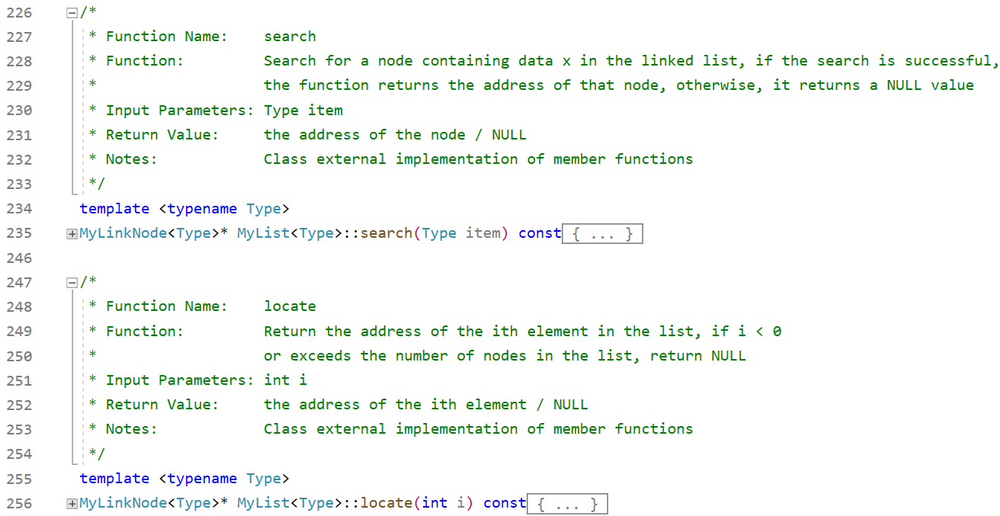 226 /*
227 * Function Name: search
228 * Function: Search for a node containing data x in the linked list, if the search is successful,
229 * the function returns the address of that node, otherwise, it returns a NULL value
230 * Input Parameters: Type item
231 * Return Value: the address of the node / NULL
232 * Notes: Class external implementation of member functions
233 */
234 template <typename Type>
235 MyLinkNode<Type>* MyList<Type>::search(Type item) const { ... }
246
247 /*
248 * Function Name: locate
249 * Function: Return the address of the ith element in the list, if i < 0
250 * or exceeds the number of nodes in the list, return NULL
251 * Input Parameters: int i
252 * Return Value: the address of the ith element / NULL
253 * Notes: Class external implementation of member functions
254 */
255 template <typename Type>
256 MyLinkNode<Type>* MyList<Type>::locate(int i) const { ... }